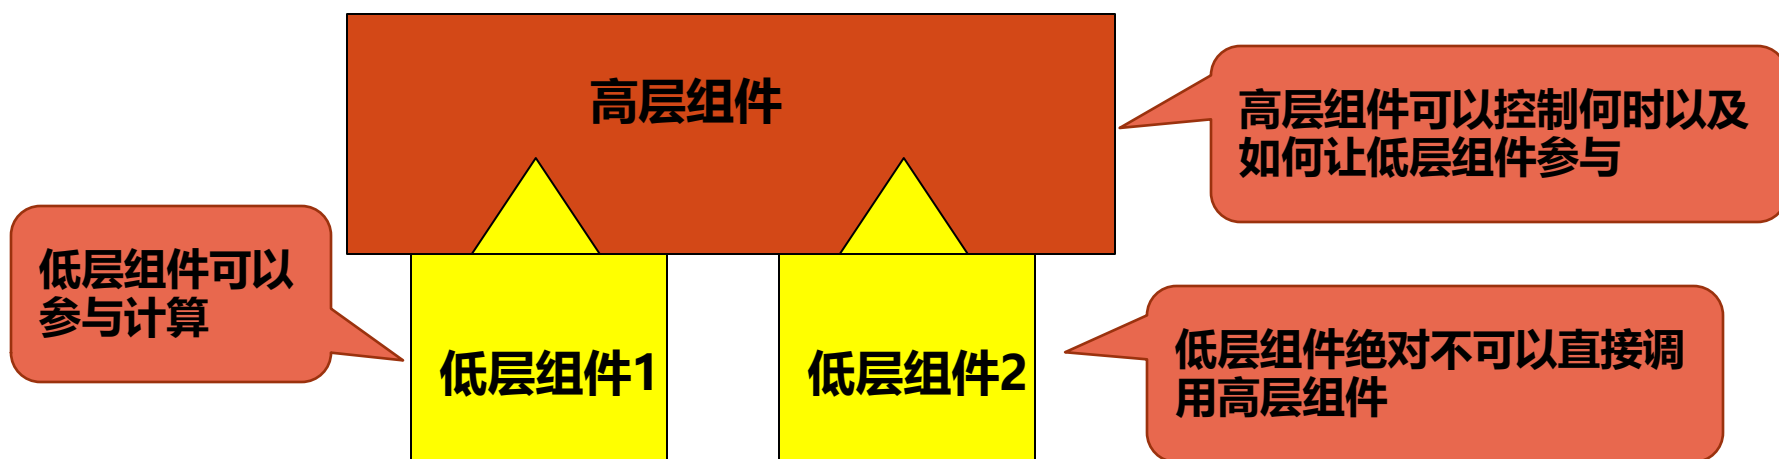 高层组件
高层组件可以控制何时以及
如何让低层组件参与
低层组件可以
参与计算
低层组件1
低层组件2
低层组件绝对不可以直接调
用高层组件